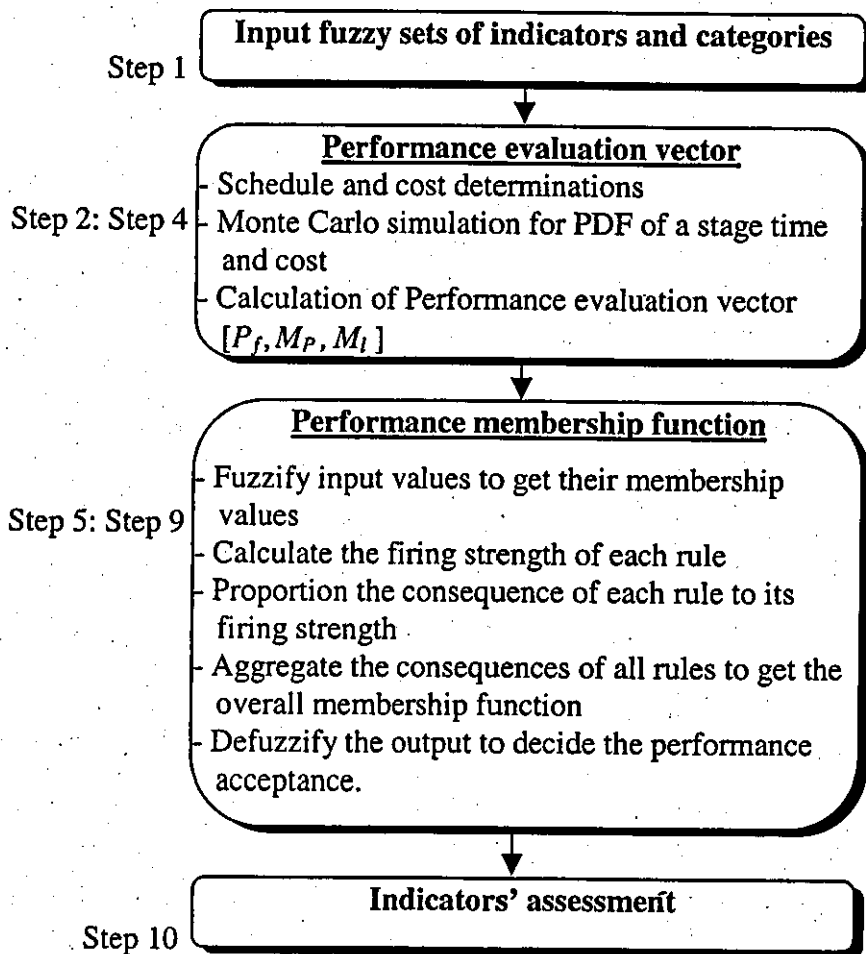 Input fuzzy sets of indicators and categories
Step 1
Performance evaluation vector
- Schedule and cost determinations
Step 2: Step 4
- Monte Carlo simulation for PDF of a stage time
and cost
- Calculation of Performance evaluation vector
[P_f, M_P, M_l ]
Performance membership function
- Fuzzify input values to get their membership
values
Step 5: Step 9
- Calculate the firing strength of each rule
- Proportion the consequence of each rule to its
firing strength
- Aggregate the consequences of all rules to get the
overall membership function
- Defuzzify the output to decide the performance
acceptance.
Indicators’ assessment
Step 10